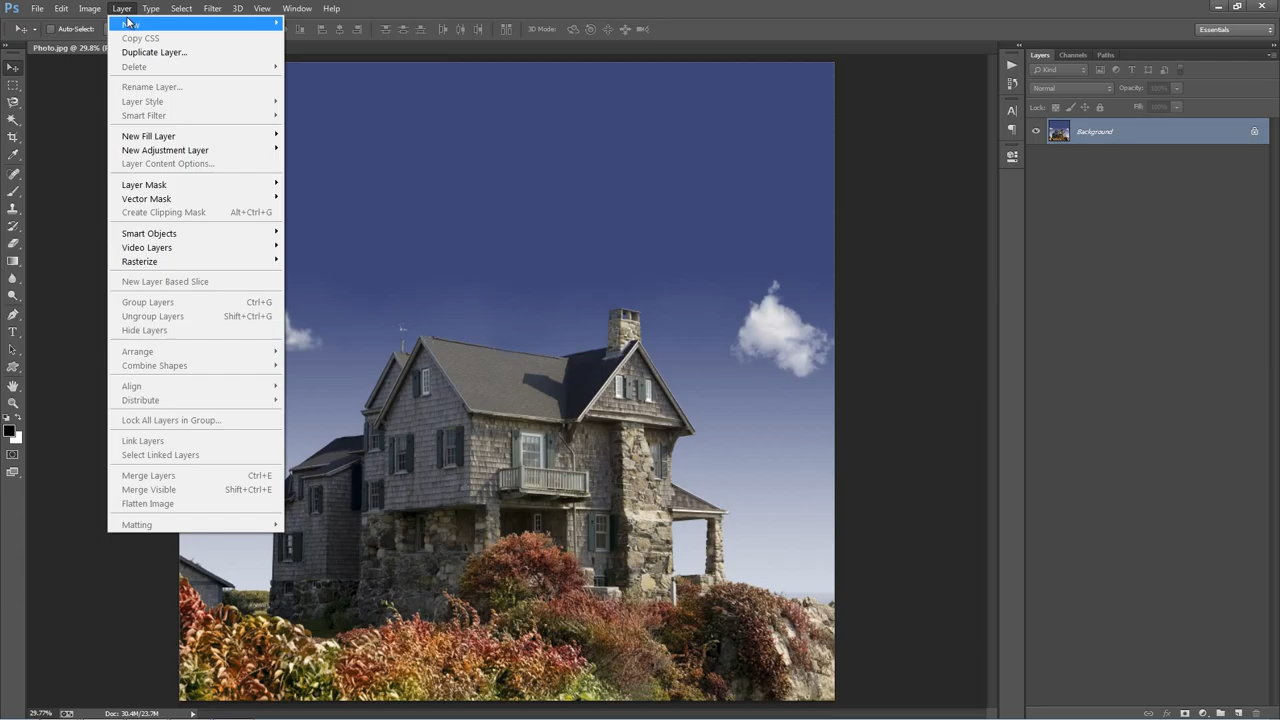 Ps File Edit Image Layer Type Select Filter 3D View Window Help
Auto-Select: 3D Mode: Essentials
Photo.jpg @ 29.8%
New
Copy CSS
Duplicate Layer...
Delete
Rename Layer...
Layer Style
Smart Filter
New Fill Layer
New Adjustment Layer
Layer Content Options...
Layer Mask
Vector Mask
Create Clipping Mask Alt+Ctrl+G
Smart Objects
Video Layers
Rasterize
New Layer Based Slice
Group Layers Ctrl+G
Ungroup Layers Shift+Ctrl+G
Hide Layers
Arrange
Combine Shapes
Align
Distribute
Lock All Layers in Group...
Link Layers
Select Linked Layers
Merge Layers Ctrl+E
Merge Visible Shift+Ctrl+E
Flatten Image
Matting
Layers Channels Paths
Kind
Normal Opacity: 100%
Lock: Fill: 100%
Background
29.77% Doc: 30.4M/23.7M